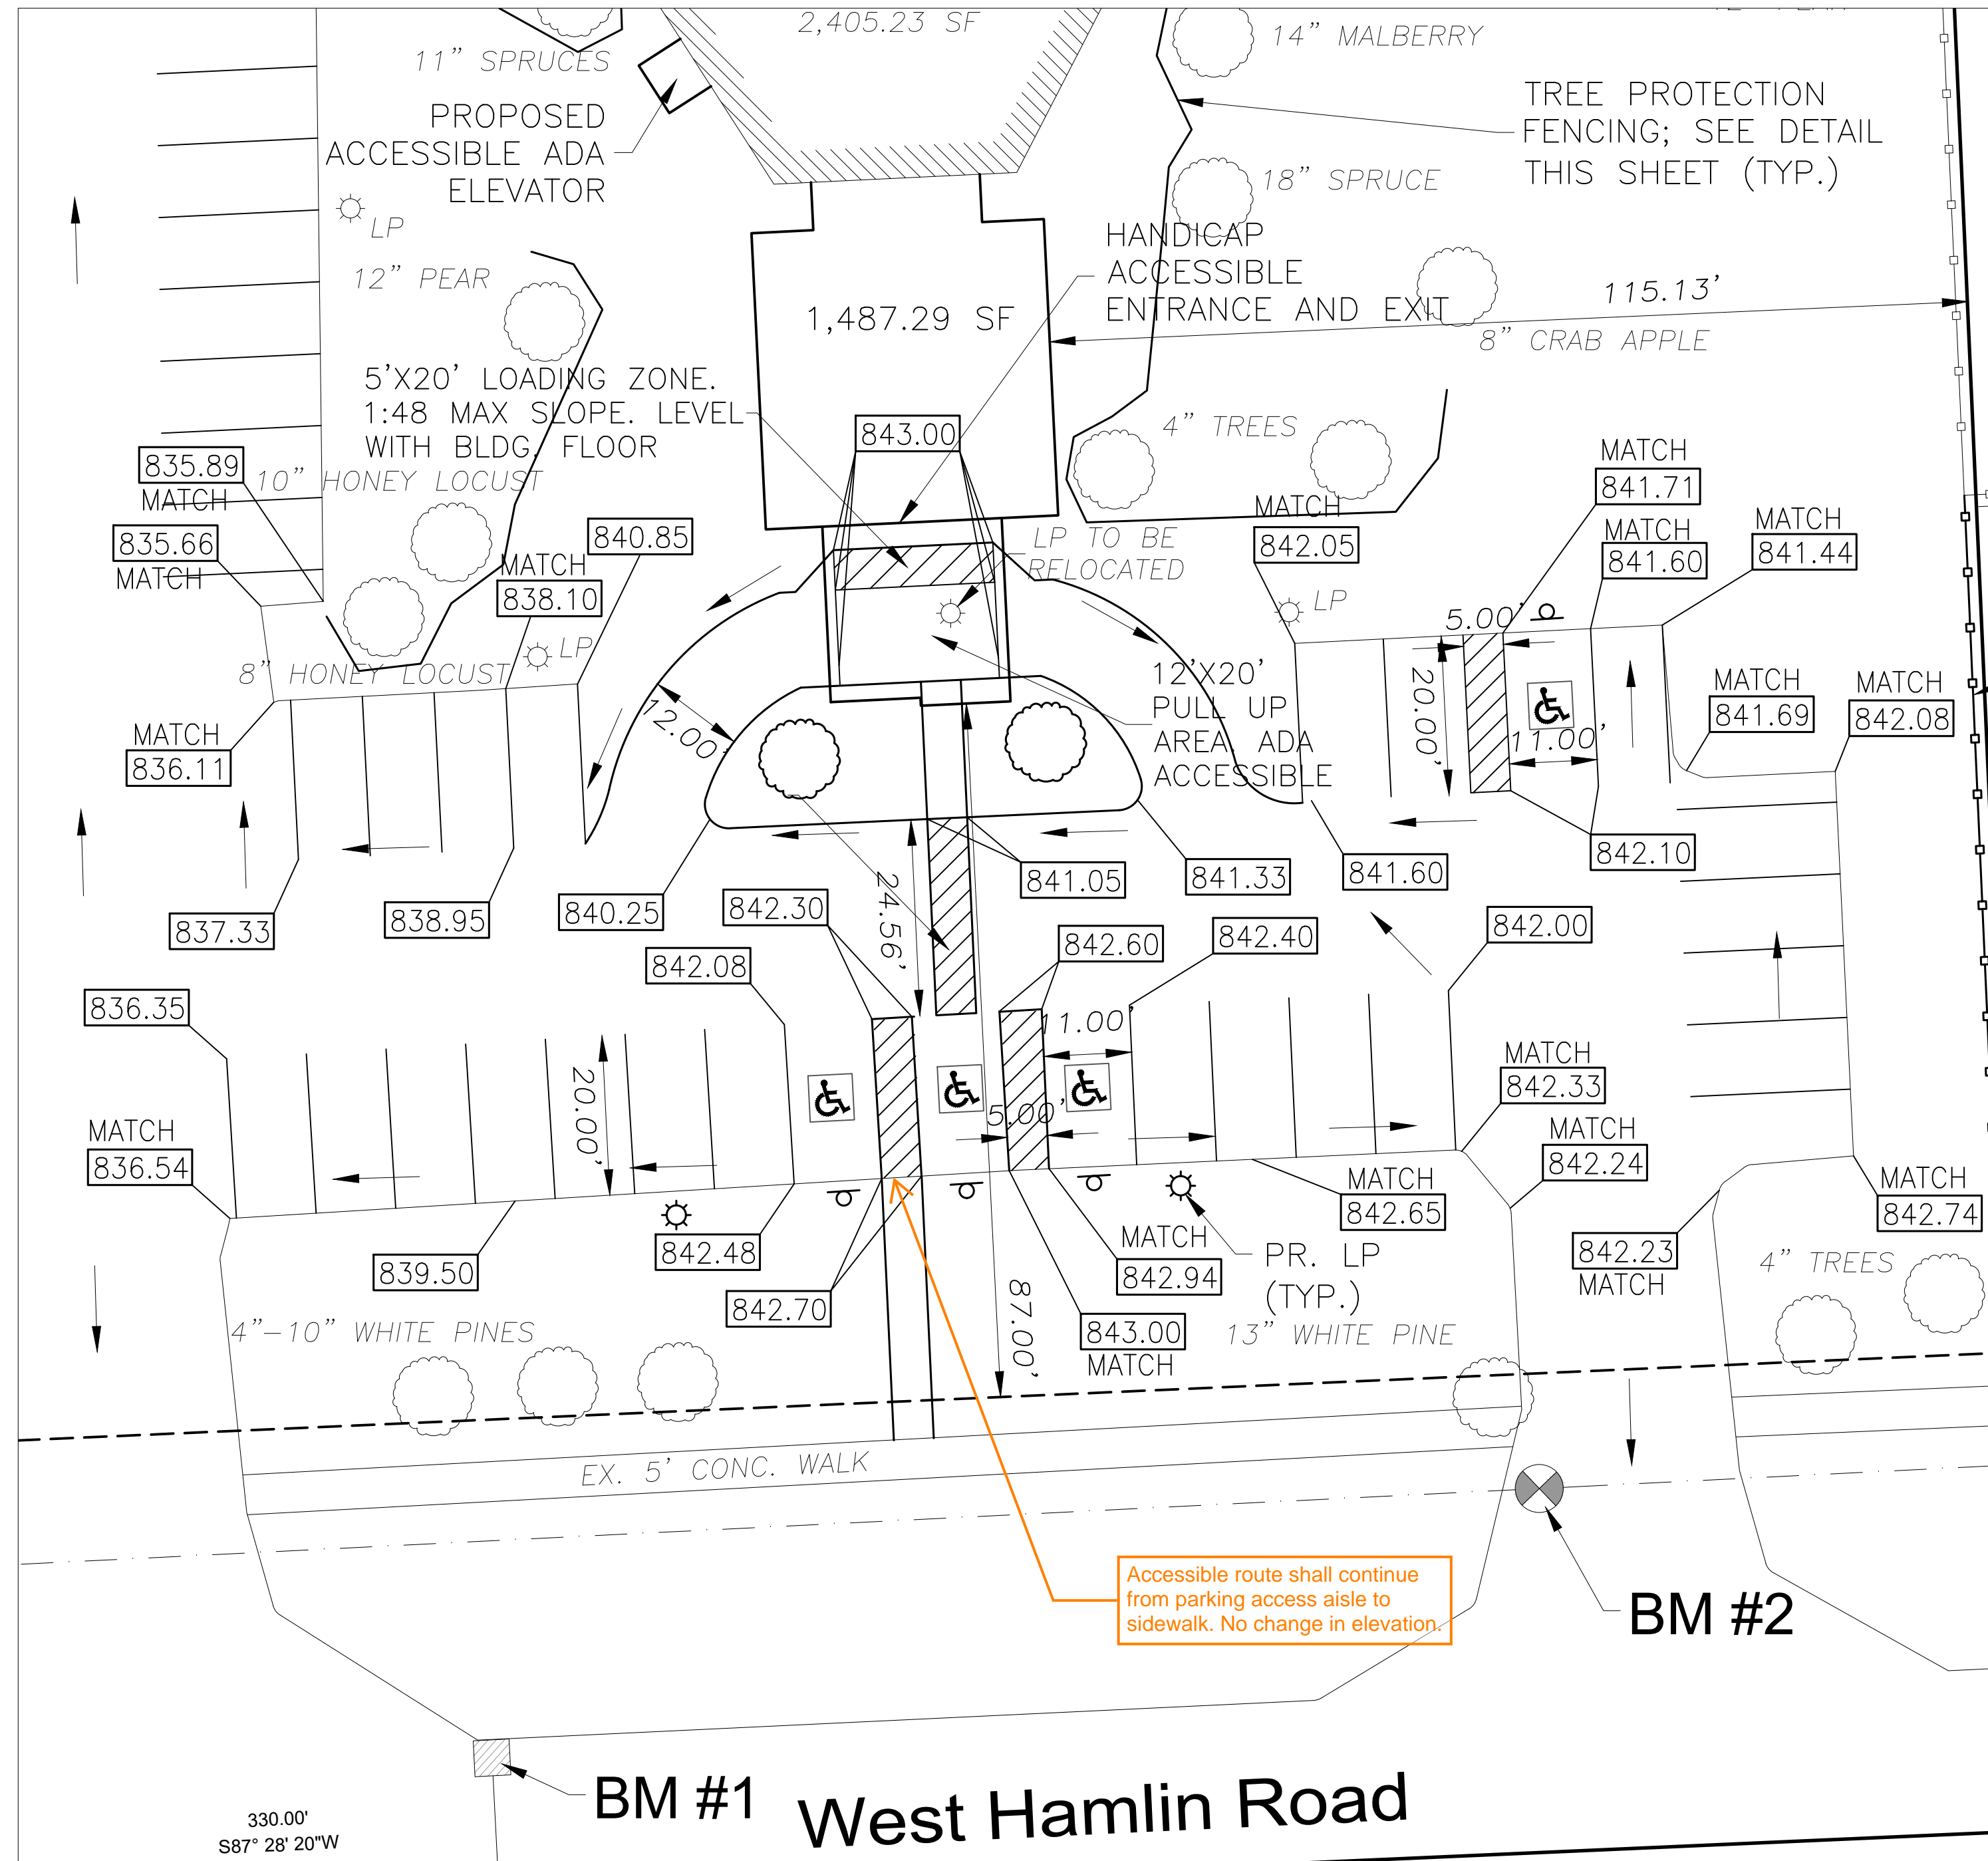 2,405.23 SF
11" SPRUCES
14" MALBERRY
PROPOSED
ACCESSIBLE ADA
ELEVATOR
TREE PROTECTION
FENCING; SEE DETAIL
THIS SHEET (TYP.)
18" SPRUCE
LP
12" PEAR
HANDICAP
ACCESSIBLE
ENTRANCE AND EXIT
115.13'
1,487.29 SF
8" CRAB APPLE
5'X20' LOADING ZONE.
1:48 MAX SLOPE. LEVEL
WITH BLDG. FLOOR
843.00
4" TREES
835.89
MATCH
10" HONEY LOCUST
835.66
MATCH
MATCH
838.10
840.85
LP TO BE
RELOCATED
MATCH
842.05
MATCH
841.71
MATCH
841.60
MATCH
841.44
LP
LP
8" HONEY LOCUST
5.00'
12.00'
12'X20'
PULL UP
AREA. ADA
ACCESSIBLE
20.00'
11.00'
MATCH
841.69
MATCH
842.08
MATCH
836.11
837.33
838.95
840.25
842.30
24.56'
841.05
841.33
841.60
842.10
842.08
842.60
842.40
842.00
836.35
11.00'
20.00'
5.00'
MATCH
842.33
MATCH
836.54
MATCH
842.24
839.50
842.48
842.70
MATCH
842.65
MATCH
842.94
PR. LP
(TYP.)
843.00
MATCH
87.00'
13" WHITE PINE
842.23
MATCH
4" TREES
MATCH
842.74
4"-10" WHITE PINES
EX. 5' CONC. WALK
Accessible route shall continue
from parking access aisle to
sidewalk. No change in elevation.
BM #2
BM #1
West Hamlin Road
330.00'
S87° 28' 20"W